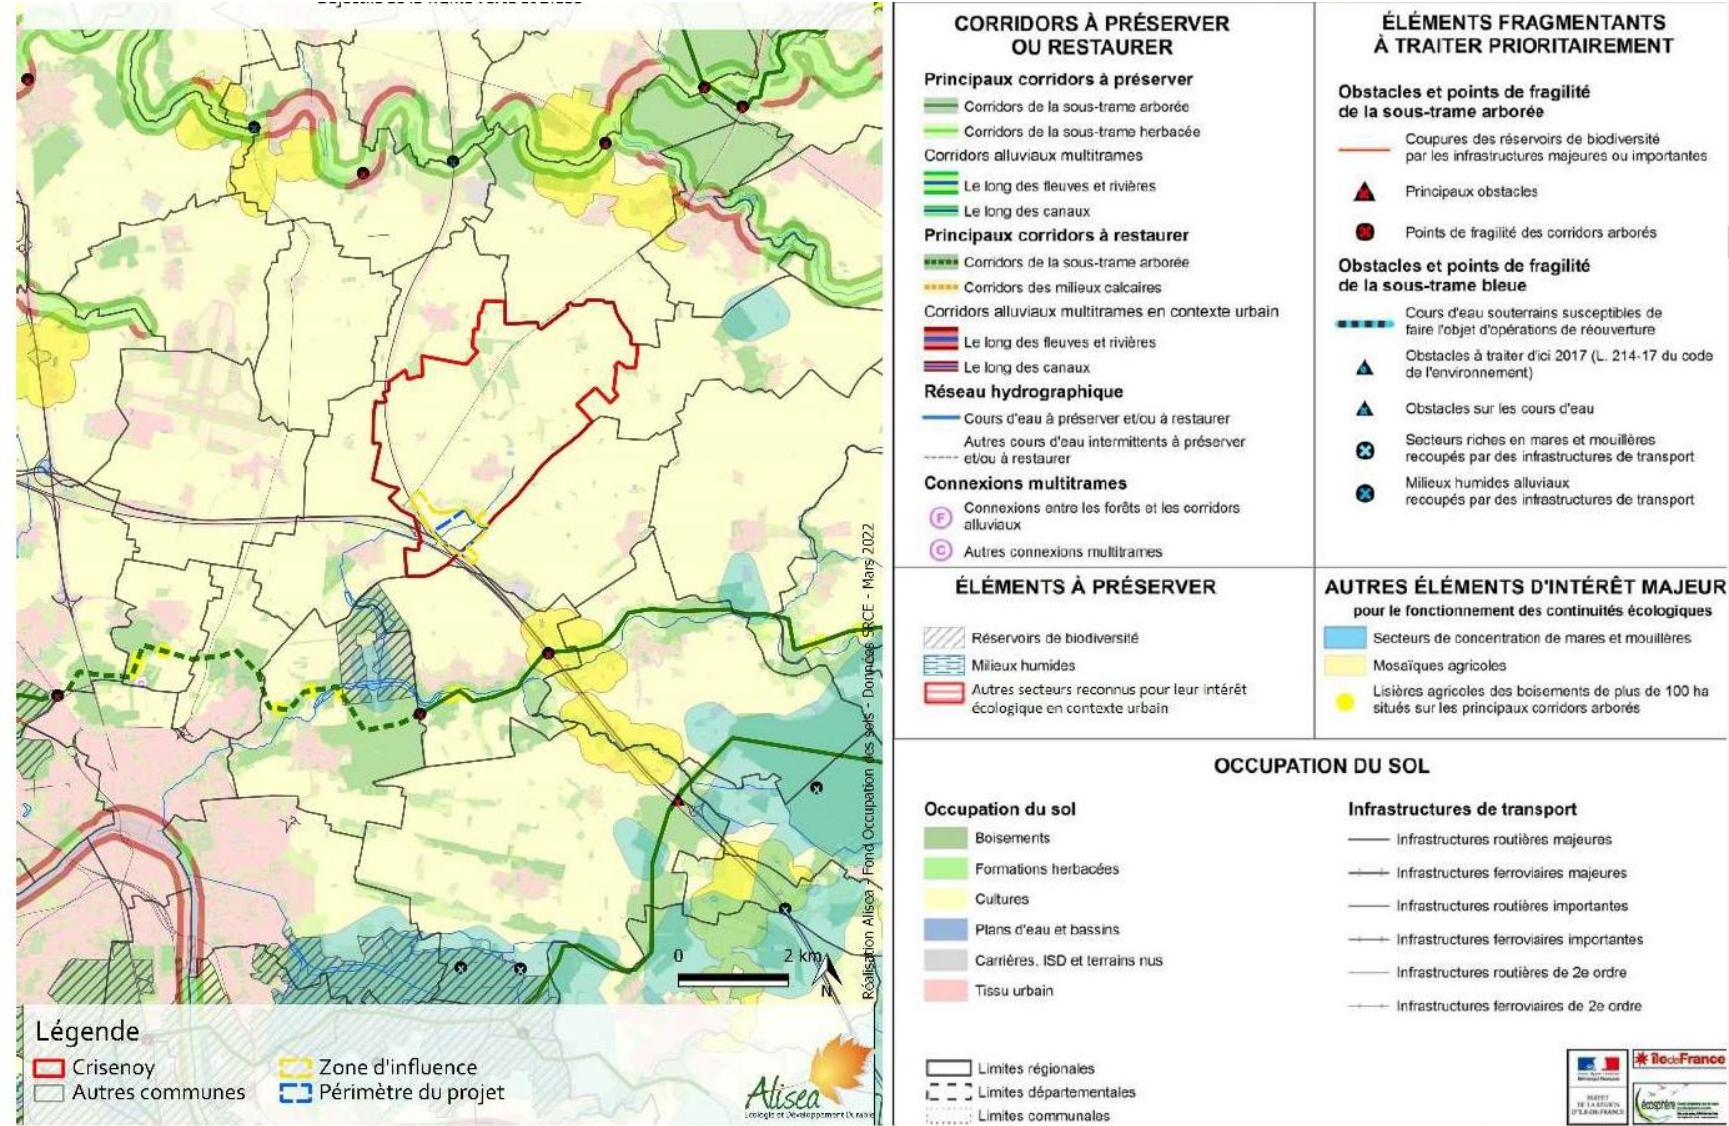 Réalisation Alisea - Fond Occupation des sols - Données SRCE - Mars 2022
0 2 km
N
Légende
Crisenoy
Autres communes
Zone d'influence
Périmètre du projet
Alisea
Ecologie et Développement Durable
CORRIDORS À PRÉSERVER
OU RESTAURER
Principaux corridors à préserver
Corridors de la sous-trame arborée
Corridors de la sous-trame herbacée
Corridors alluviaux multitrames
Le long des fleuves et rivières
Le long des canaux
Principaux corridors à restaurer
Corridors de la sous-trame arborée
Corridors des milieux calcaires
Corridors alluviaux multitrames en contexte urbain
Le long des fleuves et rivières
Le long des canaux
Réseau hydrographique
Cours d'eau à préserver et/ou à restaurer
Autres cours d'eau intermittents à préserver
et/ou à restaurer
Connexions multitrames
F Connexions entre les forêts et les corridors
alluviaux
C Autres connexions multitrames
ÉLÉMENTS FRAGMENTANTS
À TRAITER PRIORITAIREMENT
Obstacles et points de fragilité
de la sous-trame arborée
Coupures des réservoirs de biodiversité
par les infrastructures majeures ou importantes
Principaux obstacles
Points de fragilité des corridors arborés
Obstacles et points de fragilité
de la sous-trame bleue
Cours d'eau souterrains susceptibles de
faire l'objet d'opérations de réouverture
Obstacles à traiter d'ici 2017 (L. 214-17 du code
de l'environnement)
Obstacles sur les cours d'eau
Secteurs riches en mares et mouillères
recoupés par des infrastructures de transport
Milieux humides alluviaux
recoupés par des infrastructures de transport
ÉLÉMENTS À PRÉSERVER
Réservoirs de biodiversité
Milieux humides
Autres secteurs reconnus pour leur intérêt
écologique en contexte urbain
AUTRES ÉLÉMENTS D'INTÉRÊT MAJEUR
pour le fonctionnement des continuités écologiques
Secteurs de concentration de mares et mouillères
Mosaïques agricoles
Lisières agricoles des boisements de plus de 100 ha
situés sur les principaux corridors arborés
OCCUPATION DU SOL
Occupation du sol
Boisements
Formations herbacées
Cultures
Plans d'eau et bassins
Carrières, ISD et terrains nus
Tissu urbain
Infrastructures de transport
Infrastructures routières majeures
Infrastructures ferroviaires majeures
Infrastructures routières importantes
Infrastructures ferroviaires importantes
Infrastructures routières de 2e ordre
Infrastructures ferroviaires de 2e ordre
Limites régionales
Limites départementales
Limites communales
PREFET
DE LA REGION
D'ILE-DE-FRANCE
îledeFrance
écosphère